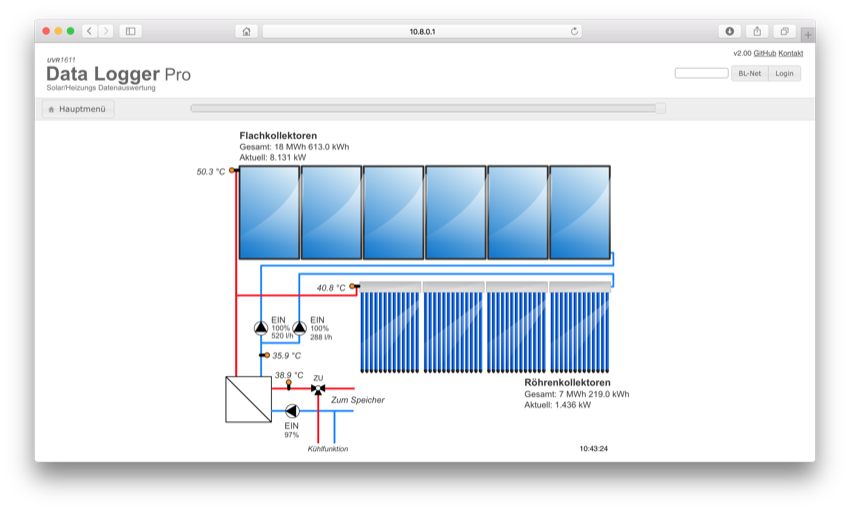 10.8.0.1
v2.00 GitHub Kontakt
UVR1611
Data Logger Pro
Solar/Heizungs Datenauswertung
BL-Net
Login
Hauptmenü
Flachkollektoren
Gesamt: 18 MWh 613.0 kWh
Aktuell: 8.131 kW
50.3 °C
40.8 °C
EIN
100%
520 l/h
EIN
100%
288 l/h
35.9 °C
38.9 °C
ZU
Zum Speicher
EIN
97%
Kühlfunktion
Röhrenkollektoren
Gesamt: 7 MWh 219.0 kWh
Aktuell: 1.436 kW
10:43:24